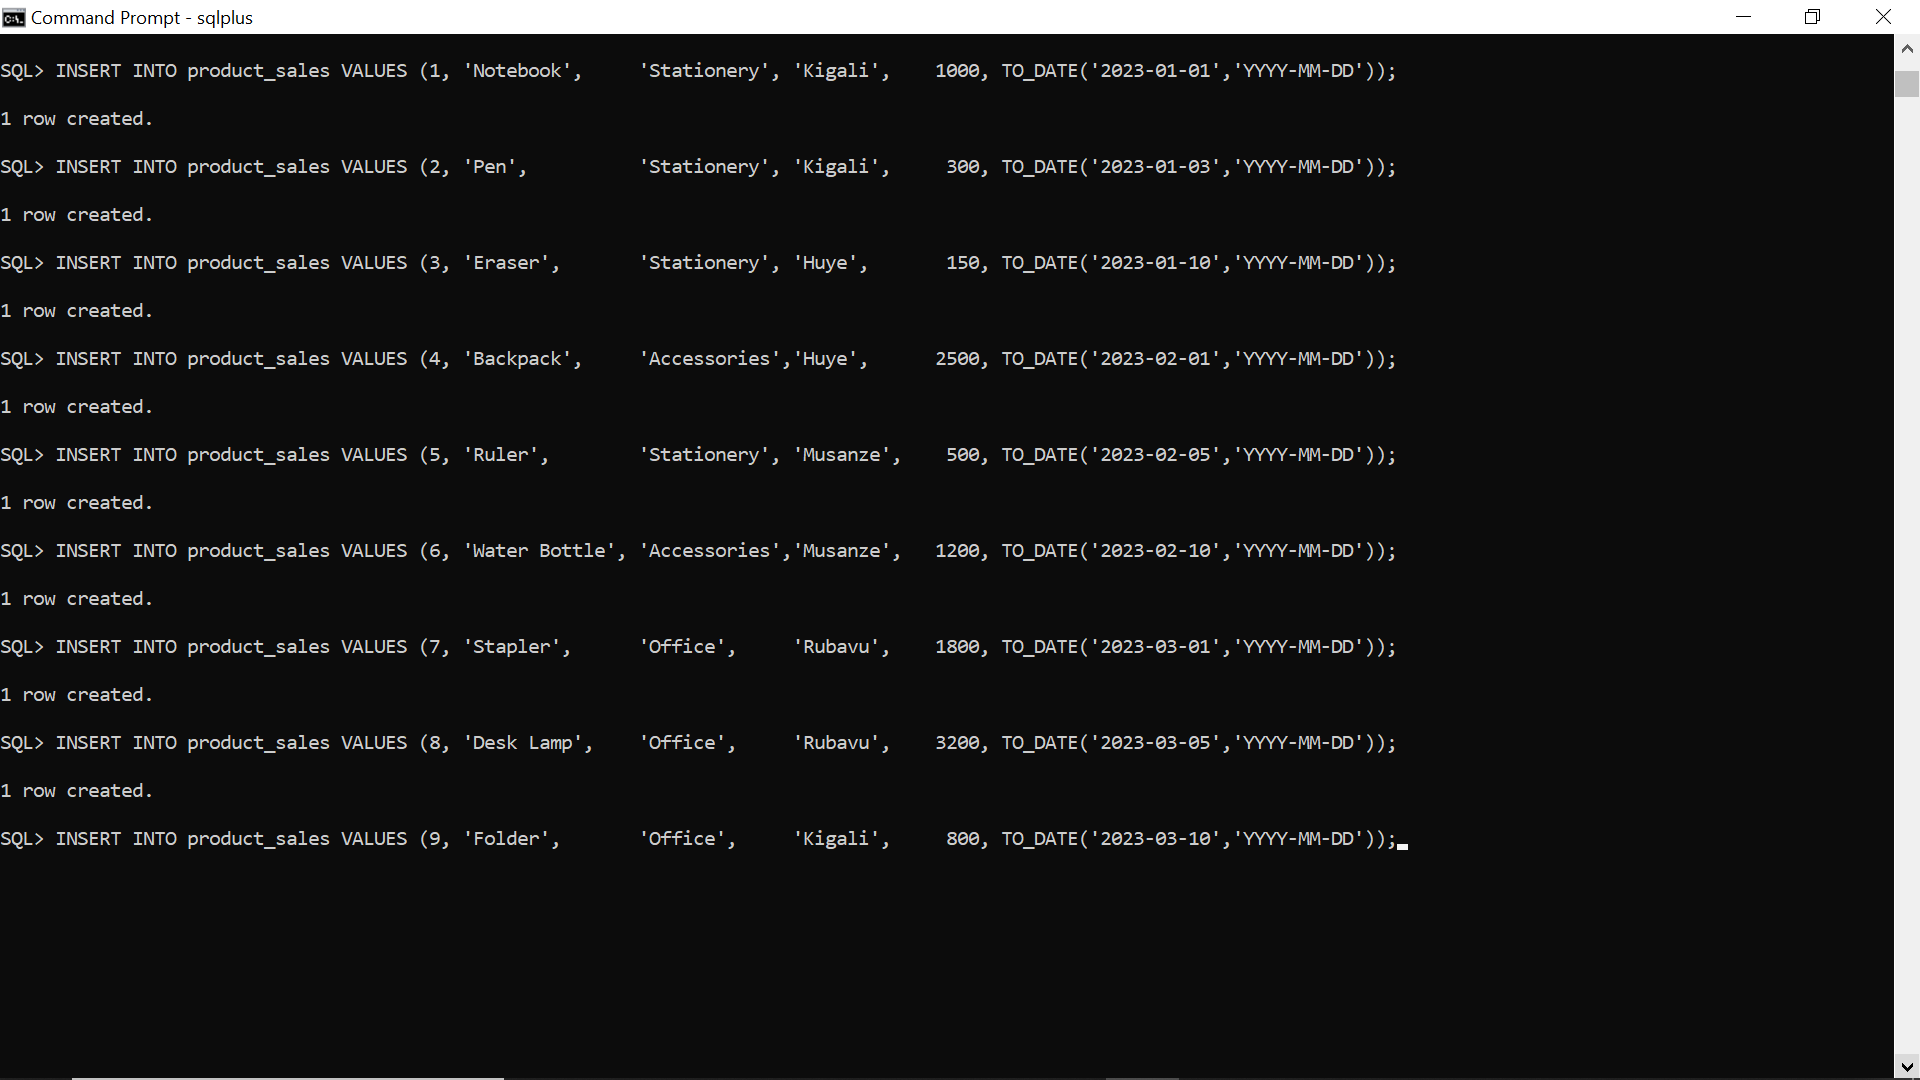 Command Prompt - sqlplus
SQL> INSERT INTO product_sales VALUES (1, 'Notebook',     'Stationery', 'Kigali',    1000, TO_DATE('2023-01-01','YYYY-MM-DD'));
1 row created.
SQL> INSERT INTO product_sales VALUES (2, 'Pen',          'Stationery', 'Kigali',     300, TO_DATE('2023-01-03','YYYY-MM-DD'));
1 row created.
SQL> INSERT INTO product_sales VALUES (3, 'Eraser',       'Stationery', 'Huye',       150, TO_DATE('2023-01-10','YYYY-MM-DD'));
1 row created.
SQL> INSERT INTO product_sales VALUES (4, 'Backpack',     'Accessories','Huye',      2500, TO_DATE('2023-02-01','YYYY-MM-DD'));
1 row created.
SQL> INSERT INTO product_sales VALUES (5, 'Ruler',        'Stationery', 'Musanze',    500, TO_DATE('2023-02-05','YYYY-MM-DD'));
1 row created.
SQL> INSERT INTO product_sales VALUES (6, 'Water Bottle', 'Accessories','Musanze',   1200, TO_DATE('2023-02-10','YYYY-MM-DD'));
1 row created.
SQL> INSERT INTO product_sales VALUES (7, 'Stapler',      'Office',     'Rubavu',    1800, TO_DATE('2023-03-01','YYYY-MM-DD'));
1 row created.
SQL> INSERT INTO product_sales VALUES (8, 'Desk Lamp',    'Office',     'Rubavu',    3200, TO_DATE('2023-03-05','YYYY-MM-DD'));
1 row created.
SQL> INSERT INTO product_sales VALUES (9, 'Folder',       'Office',     'Kigali',     800, TO_DATE('2023-03-10','YYYY-MM-DD'));